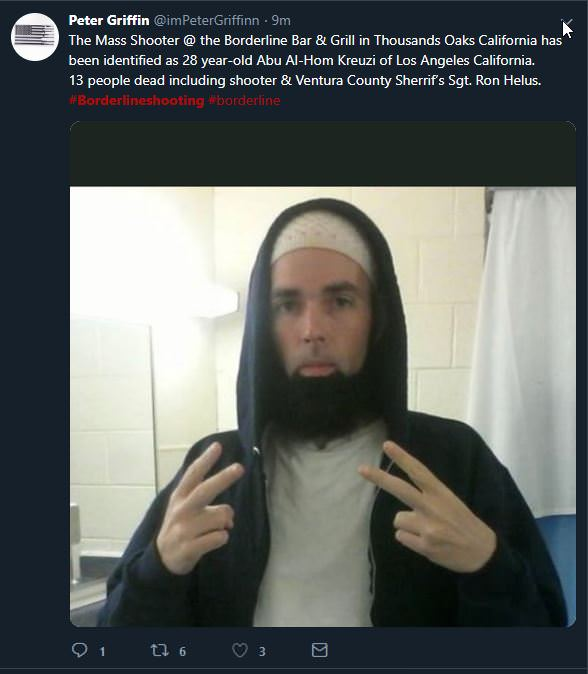 Peter Griffin @imPeterGriffinn · 9m
The Mass Shooter @ the Borderline Bar & Grill in Thousands Oaks California has
been identified as 28 year-old Abu Al-Hom Kreuzi of Los Angeles California.
13 people dead including shooter & Ventura County Sherrif's Sgt. Ron Helus.
#Borderlineshooting #borderline
1 6 3